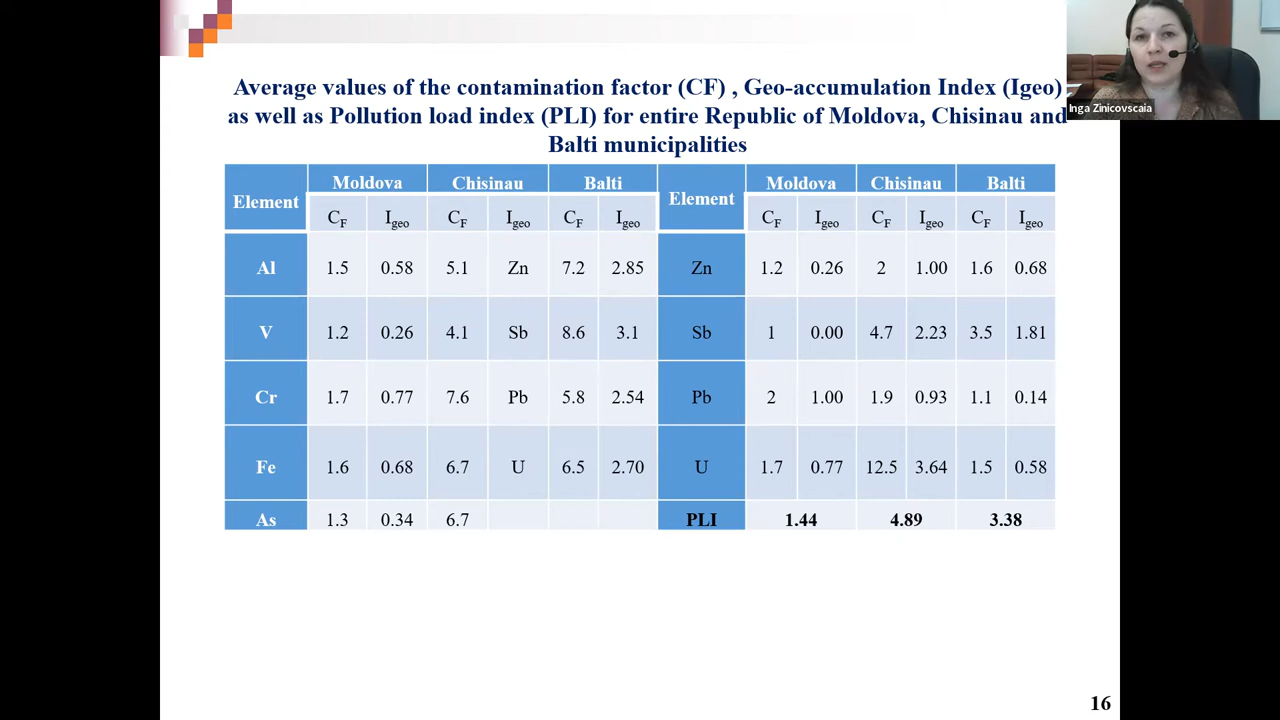 Average values of the contamination factor (CF) , Geo-accumulation Index (Igeo)
as well as Pollution load index (PLI) for entire Republic of Moldova, Chisinau and
Balti municipalities
Inga Zinicovscaia
Element Moldova Chisinau Balti Element Moldova Chisinau Balti
CF Igeo CF Igeo CF Igeo CF Igeo CF Igeo CF Igeo
Al 1.5 0.58 5.1 Zn 7.2 2.85 Zn 1.2 0.26 2 1.00 1.6 0.68
V 1.2 0.26 4.1 Sb 8.6 3.1 Sb 1 0.00 4.7 2.23 3.5 1.81
Cr 1.7 0.77 7.6 Pb 5.8 2.54 Pb 2 1.00 1.9 0.93 1.1 0.14
Fe 1.6 0.68 6.7 U 6.5 2.70 U 1.7 0.77 12.5 3.64 1.5 0.58
As 1.3 0.34 6.7 PLI 1.44 4.89 3.38
16